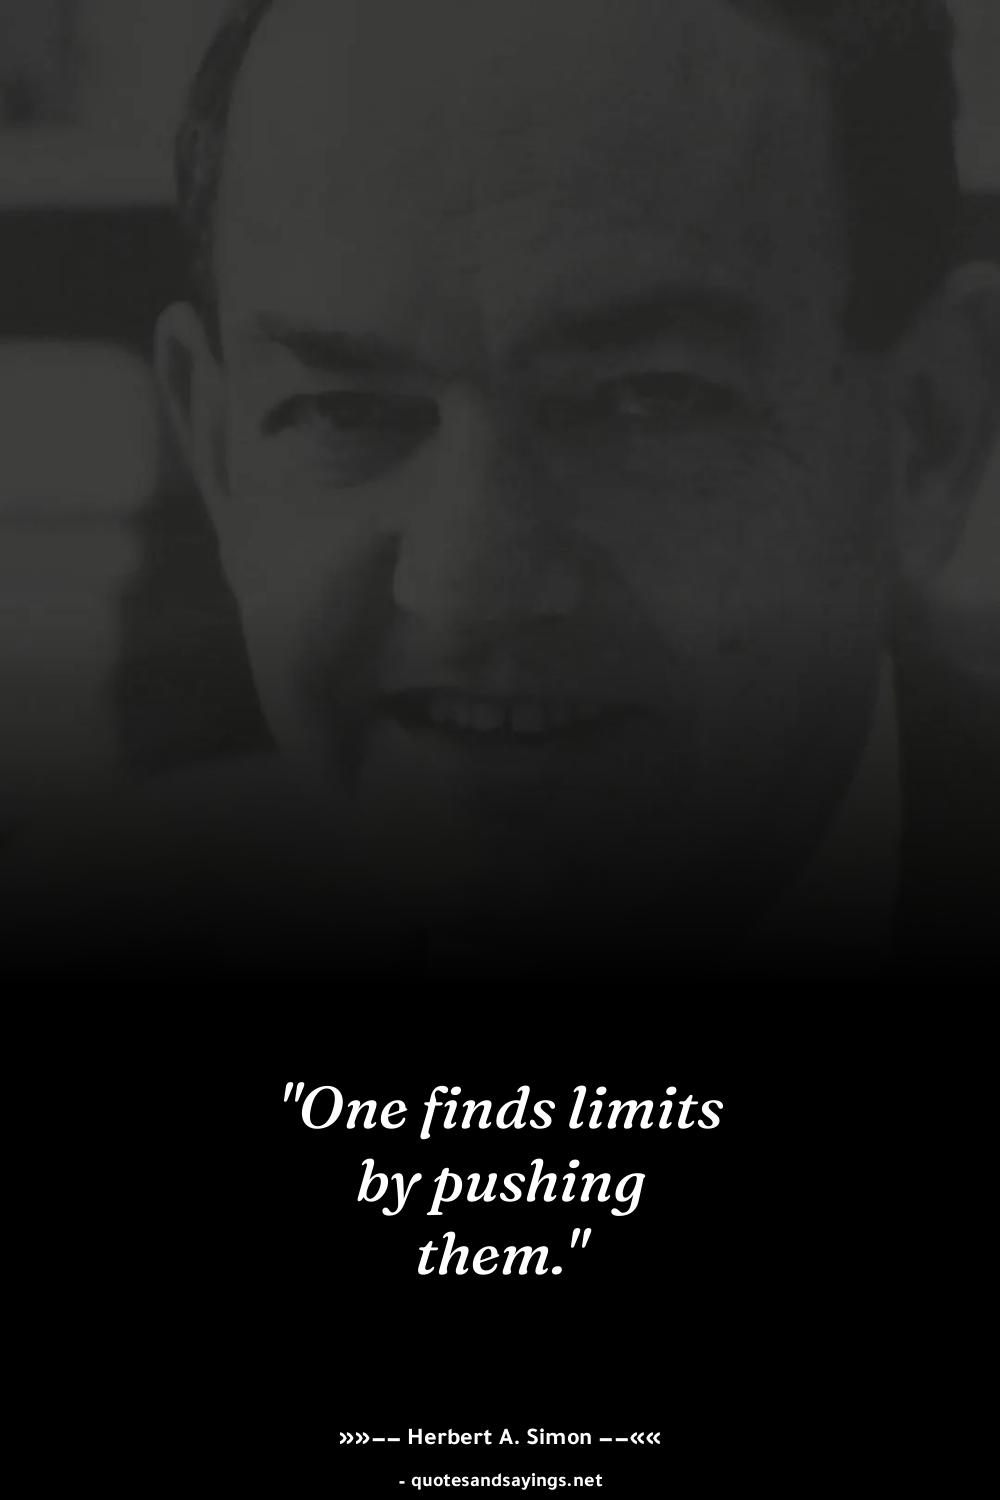 "One finds limits
by pushing
them."
»»–– Herbert A. Simon ––««
- quotesandsayings.net